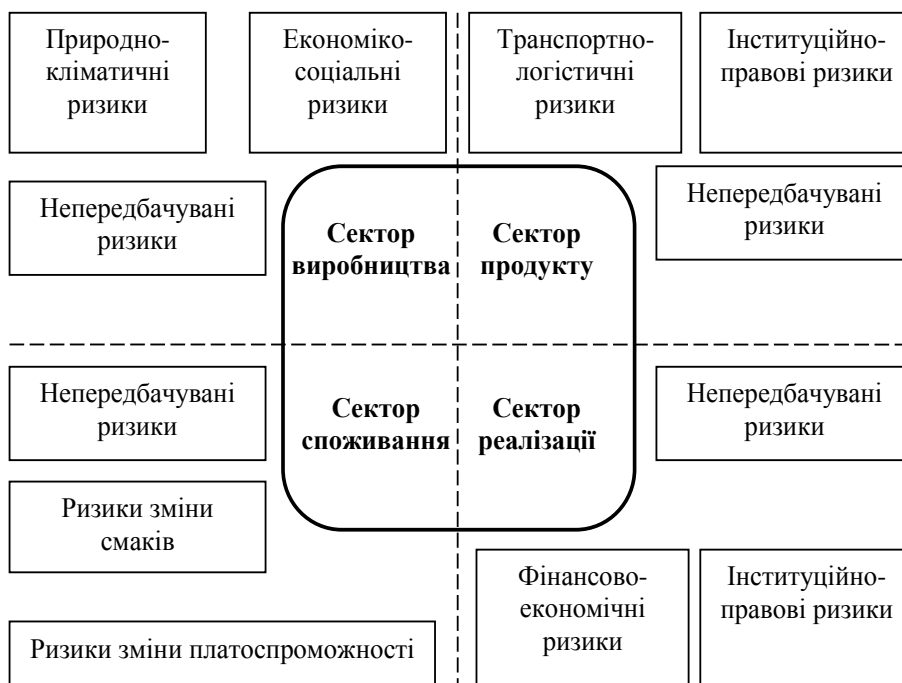 Природно-
кліматичні
ризики
Економіко-
соціальні
ризики
Транспортно-
логістичні
ризики
Інституційно-
правові ризики
Непередбачувані
ризики
Сектор
виробництва
Сектор
продукту
Непередбачувані
ризики
Непередбачувані
ризики
Сектор
споживання
Сектор
реалізації
Непередбачувані
ризики
Ризики зміни
смаків
Ризики зміни платоспроможності
Фінансово-
економічні
ризики
Інституційно-
правові ризики